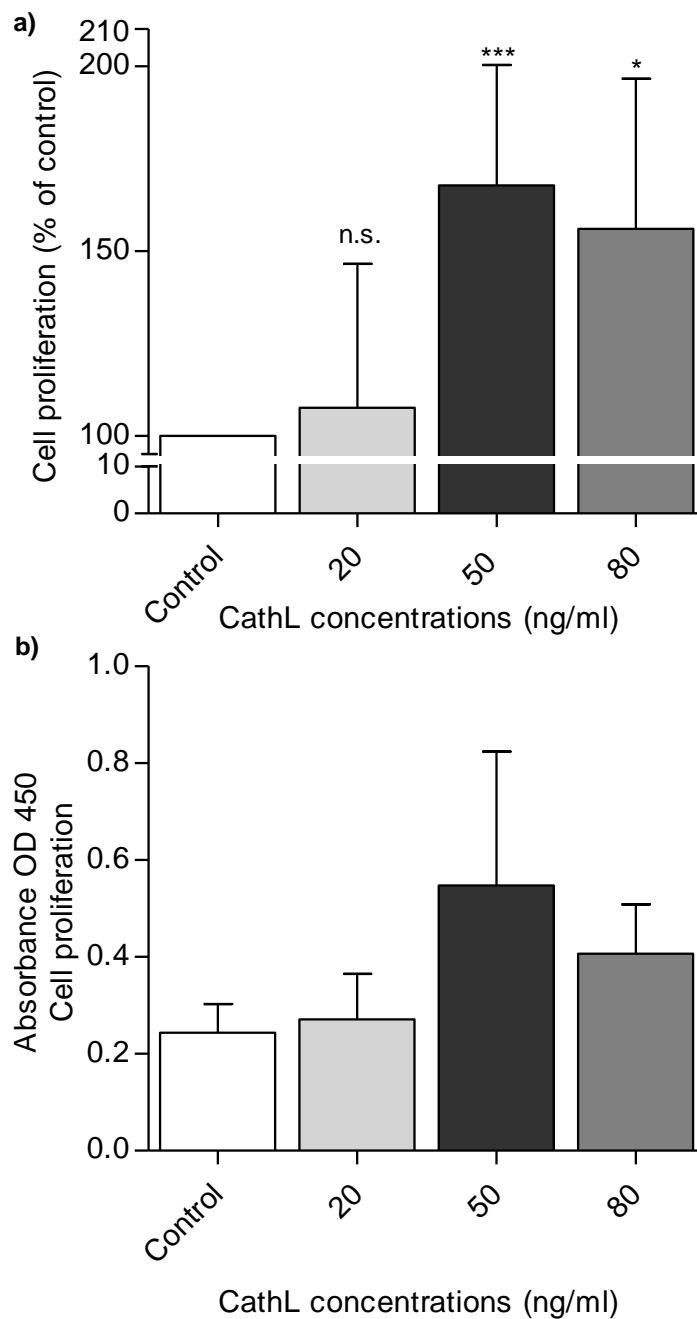 a)
210
200
150
100
10
0
Cell proliferation (% of control)
n.s.
***
*
Control
20
50
80
CathL concentrations (ng/ml)
b)
1.0
0.8
0.6
0.4
0.2
0.0
Absorbance OD 450
Cell proliferation
Control
20
50
80
CathL concentrations (ng/ml)